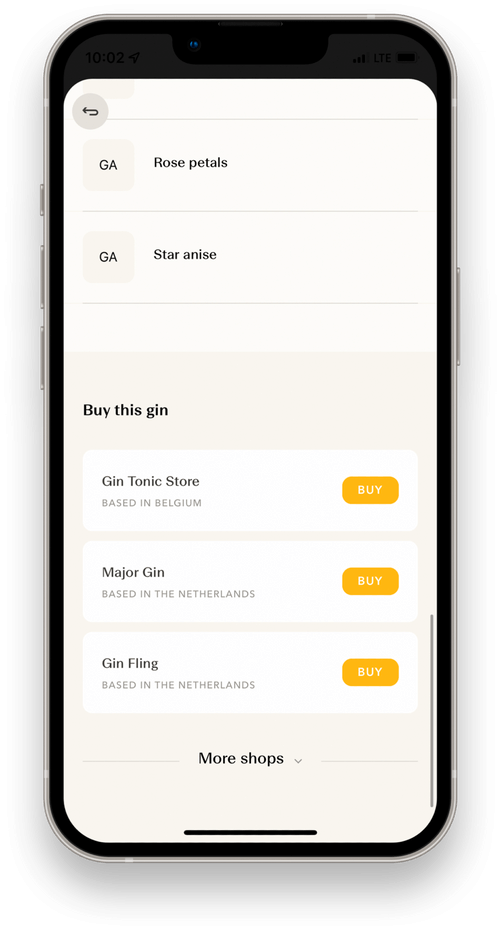 10:02
LTE
GA
Rose petals
GA
Star anise
Buy this gin
Gin Tonic Store
BASED IN BELGIUM
BUY
Major Gin
BASED IN THE NETHERLANDS
BUY
Gin Fling
BASED IN THE NETHERLANDS
BUY
More shops